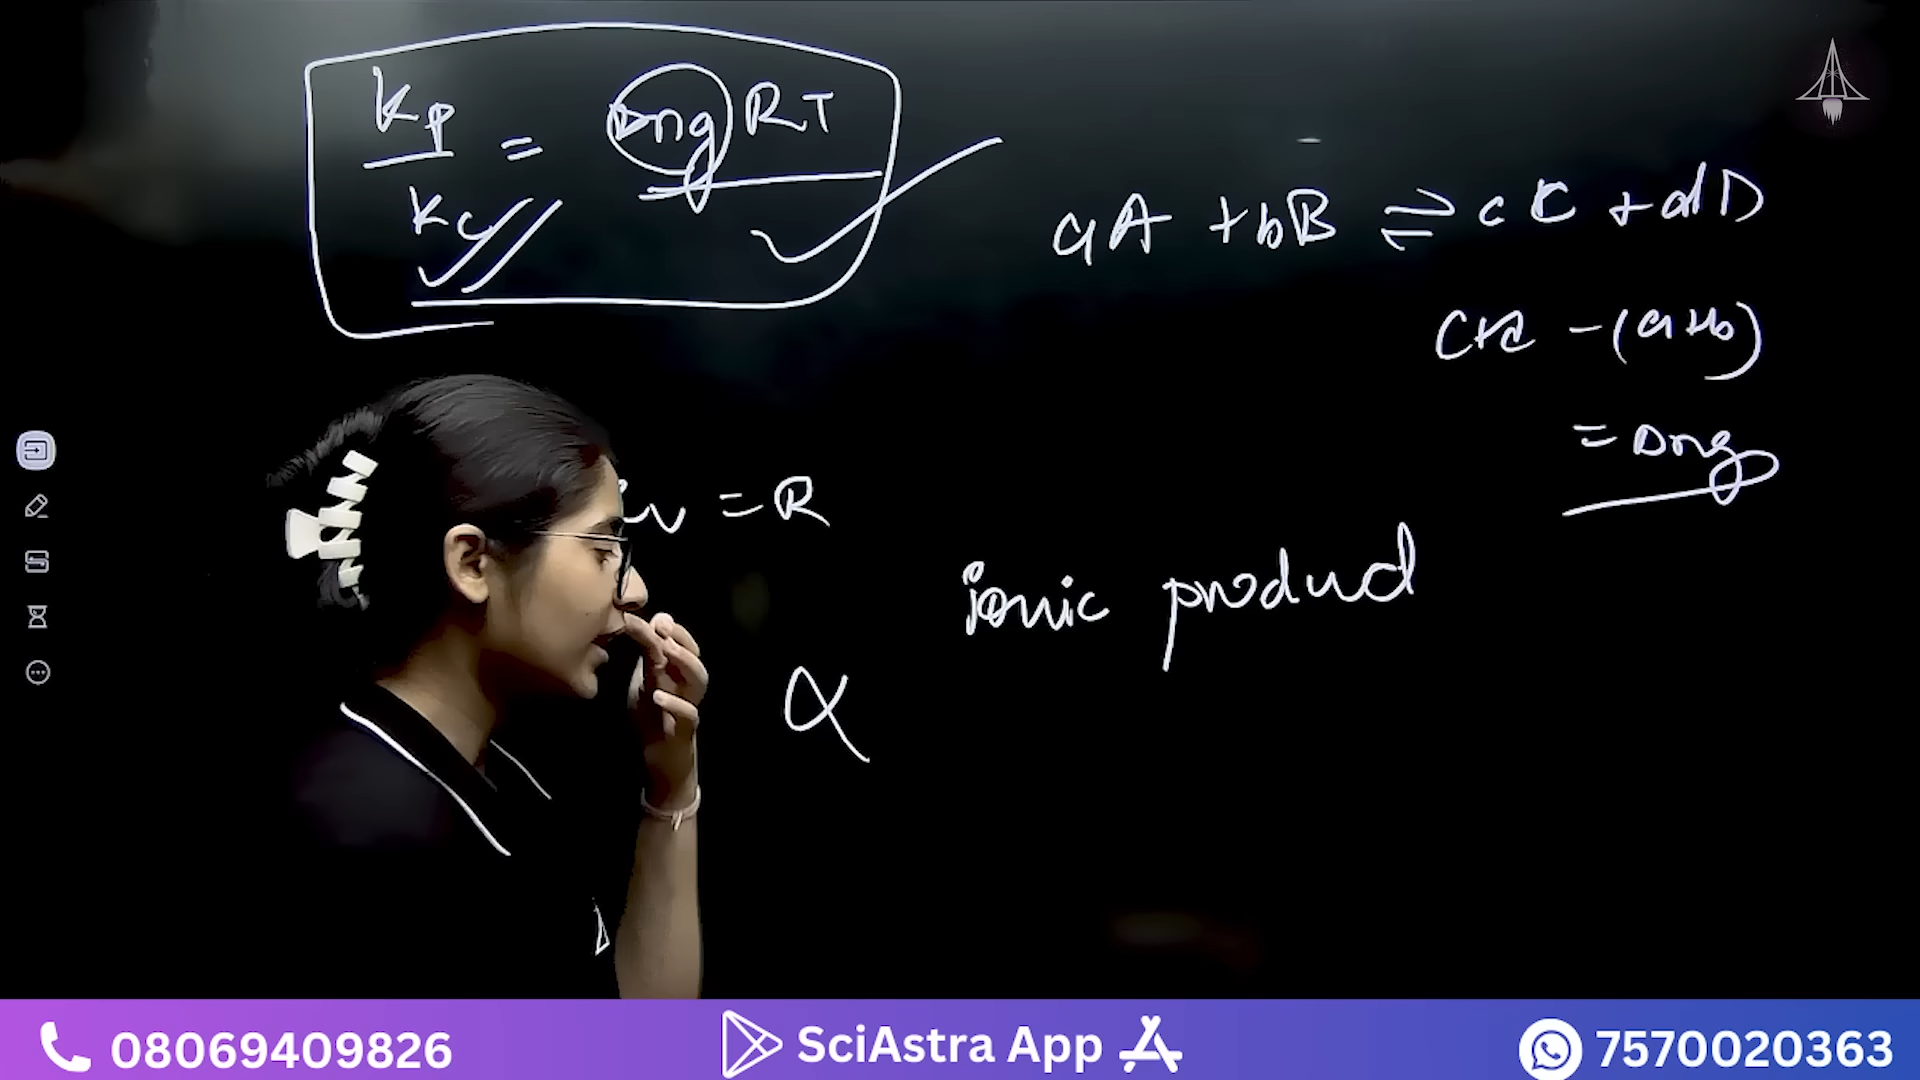 Kp = Δng RT
Kc
aA + bB ⇌ cC + dD
C+d - (a+b)
= Δng
= R
ionic product
α
08069409826
SciAstra App
7570020363